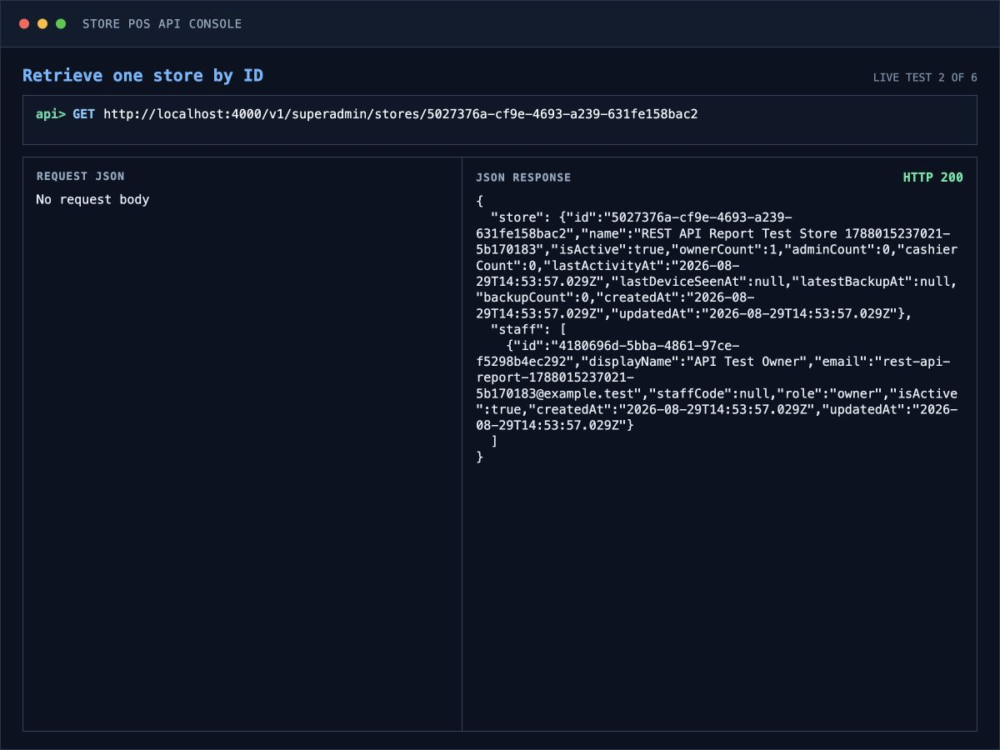 STORE POS API CONSOLE
Retrieve one store by ID
LIVE TEST 2 OF 6
api> GET http://localhost:4000/v1/superadmin/stores/5027376a-cf9e-4693-a239-631fe158bac2
REQUEST JSON
No request body
JSON RESPONSE
HTTP 200
{
  "store": {"id":"5027376a-cf9e-4693-a239-
631fe158bac2","name":"REST API Report Test Store 1788015237021-
5b170183","isActive":true,"ownerCount":1,"adminCount":0,"cashier
Count":0,"lastActivityAt":"2026-08-
29T14:53:57.029Z","lastDeviceSeenAt":null,"latestBackupAt":null,
"backupCount":0,"createdAt":"2026-08-
29T14:53:57.029Z","updatedAt":"2026-08-29T14:53:57.029Z"},
  "staff": [
    {"id":"4180696d-5bba-4861-97ce-
f5298b4ec292","displayName":"API Test Owner","email":"rest-api-
report-1788015237021-
5b170183@example.test","staffCode":null,"role":"owner","isActive
":true,"createdAt":"2026-08-29T14:53:57.029Z","updatedAt":"2026-
08-29T14:53:57.029Z"}
  ]
}